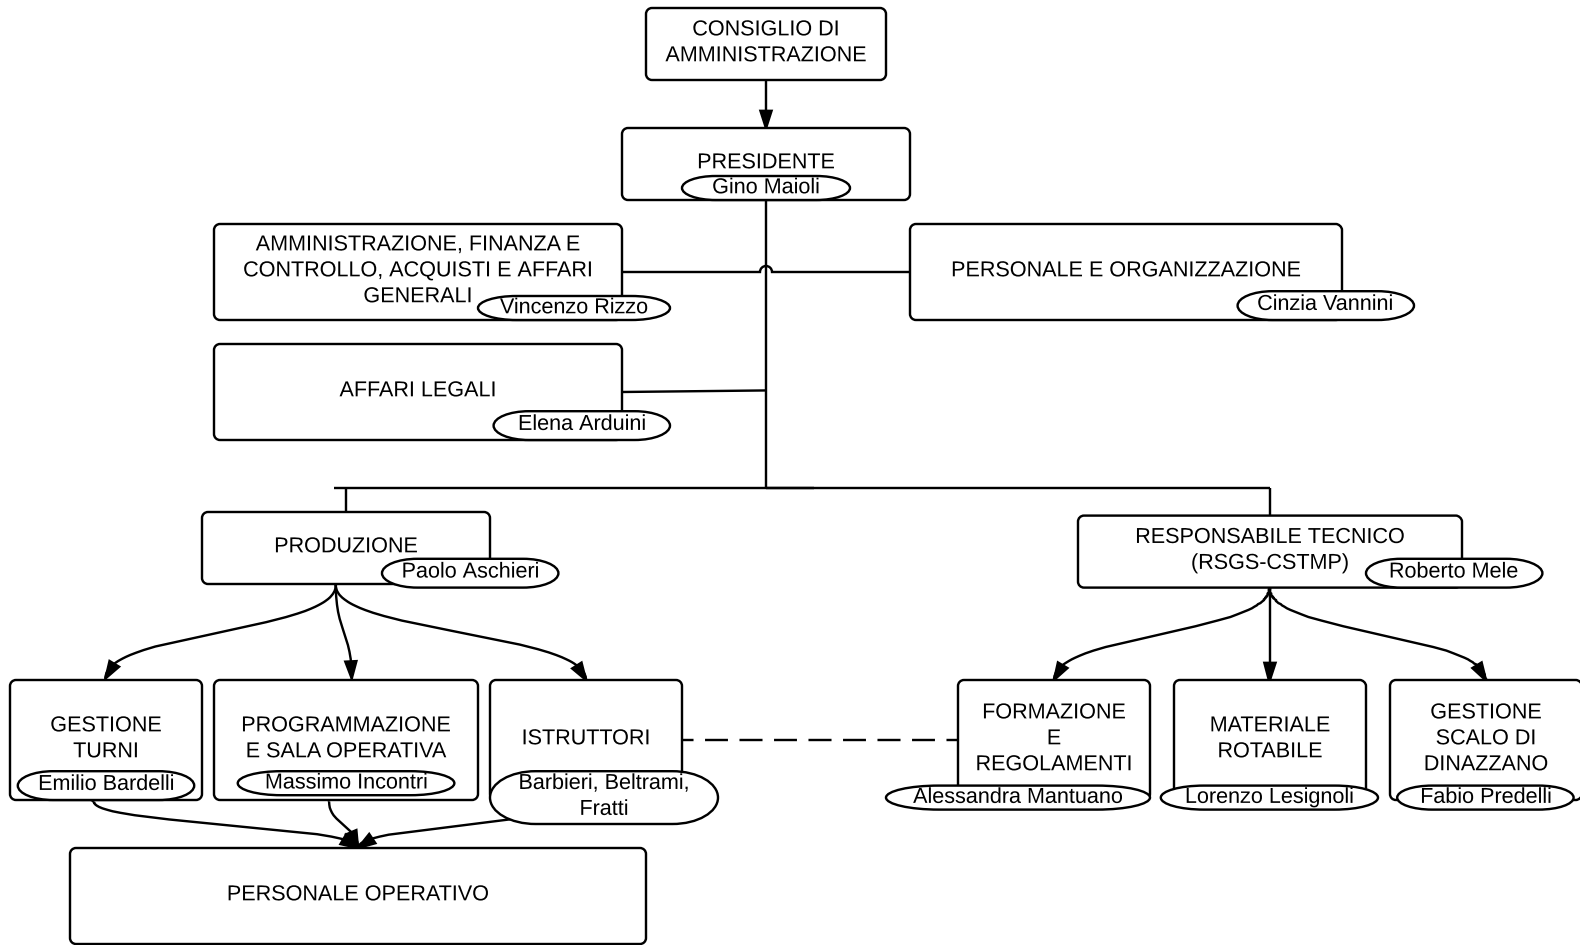 CONSIGLIO DI
AMMINISTRAZIONE
PRESIDENTE
Gino Maioli
AMMINISTRAZIONE, FINANZA E
CONTROLLO, ACQUISTI E AFFARI
GENERALI
Vincenzo Rizzo
PERSONALE E ORGANIZZAZIONE
Cinzia Vannini
AFFARI LEGALI
Elena Arduini
PRODUZIONE
Paolo Aschieri
RESPONSABILE TECNICO
(RSGS-CSTMP)
Roberto Mele
GESTIONE
TURNI
Emilio Bardelli
PROGRAMMAZIONE
E SALA OPERATIVA
Massimo Incontri
ISTRUTTORI
Barbieri, Beltrami,
Fratti
FORMAZIONE
E
REGOLAMENTI
Alessandra Mantuano
MATERIALE
ROTABILE
Lorenzo Lesignoli
GESTIONE
SCALO DI
DINAZZANO
Fabio Predelli
PERSONALE OPERATIVO